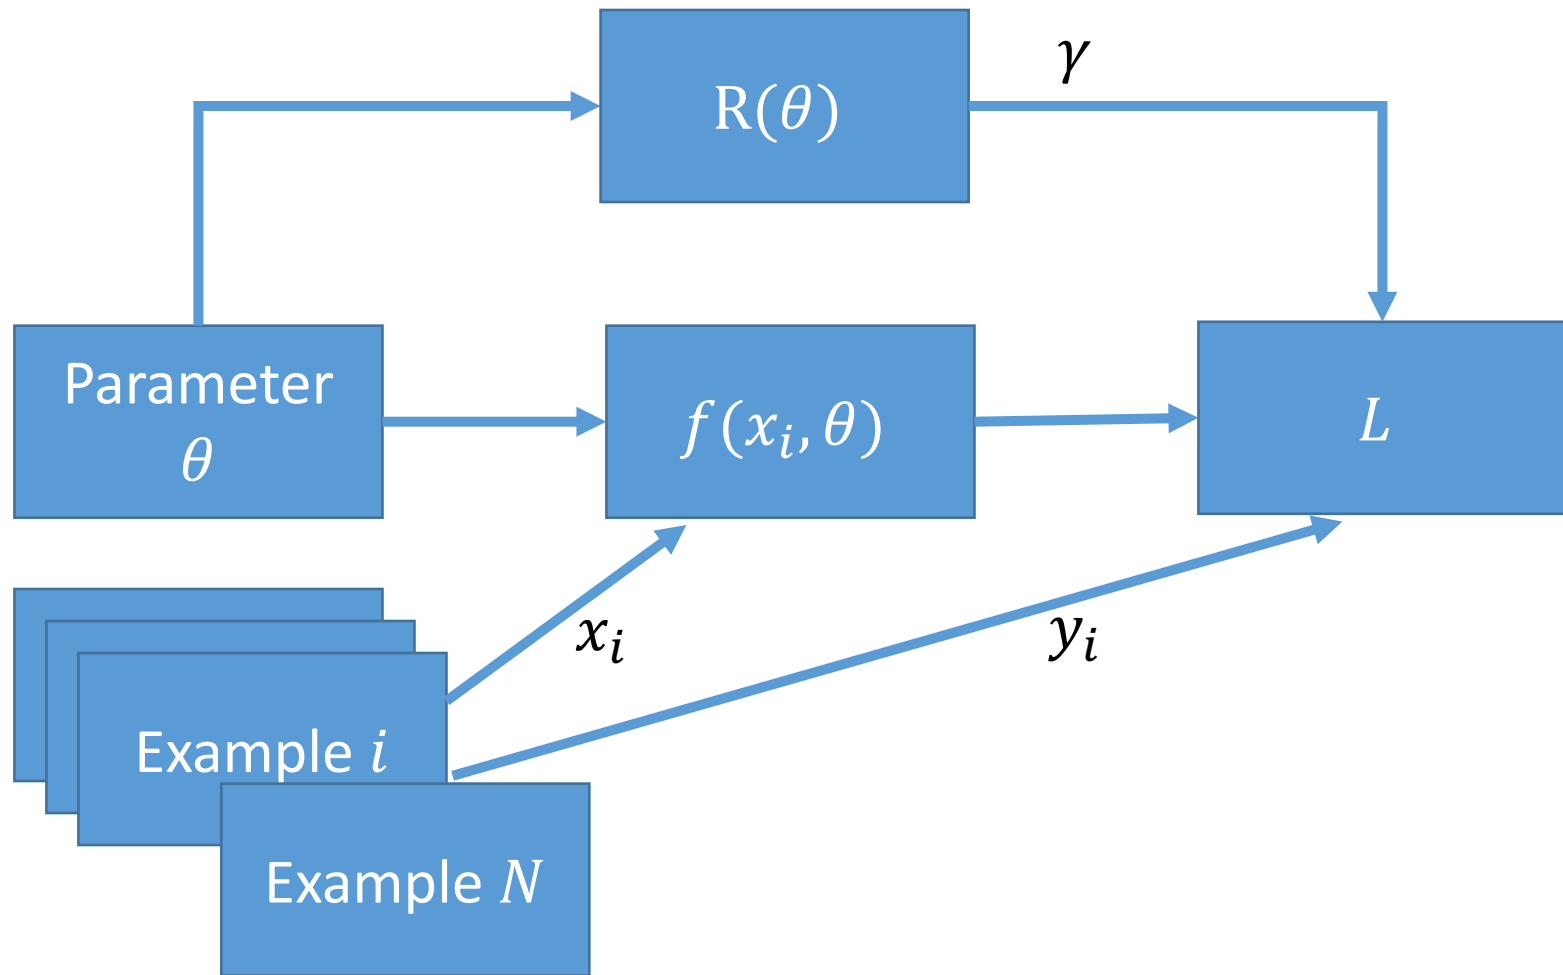 R(θ)
γ
Parameter
θ
f(xᵢ, θ)
L
xᵢ
yᵢ
Example i
Example N